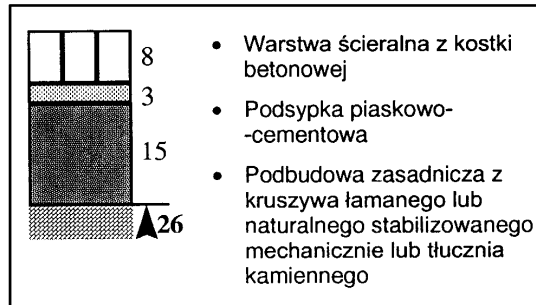 8
3
15
26
• Warstwa ścieralna z kostki
betonowej
• Podsypka piaskowo-
-cementowa
• Podbudowa zasadnicza z
kruszywa łamanego lub
naturalnego stabilizowanego
mechanicznie lub tłucznia
kamiennego